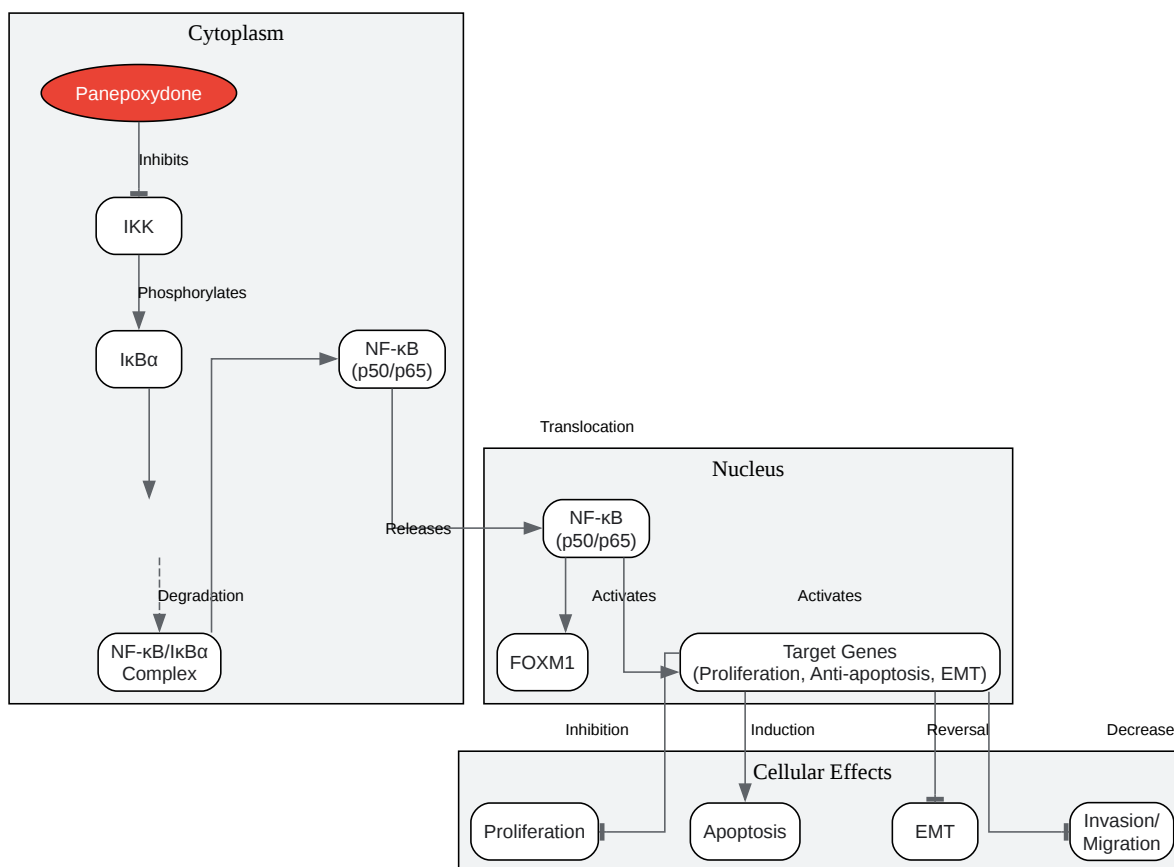 Cytoplasm
Panepoxydone
Inhibits
IKK
Phosphorylates
IκBα
NF-κB
(p50/p65)
Translocation
Nucleus
NF-κB
(p50/p65)
Releases
Degradation
Activates
Activates
NF-κB/IκBα
Complex
FOXM1
Target Genes
(Proliferation, Anti-apoptosis, EMT)
Inhibition
Induction
Reversal
Decrease
Cellular Effects
Proliferation
Apoptosis
EMT
Invasion/
Migration